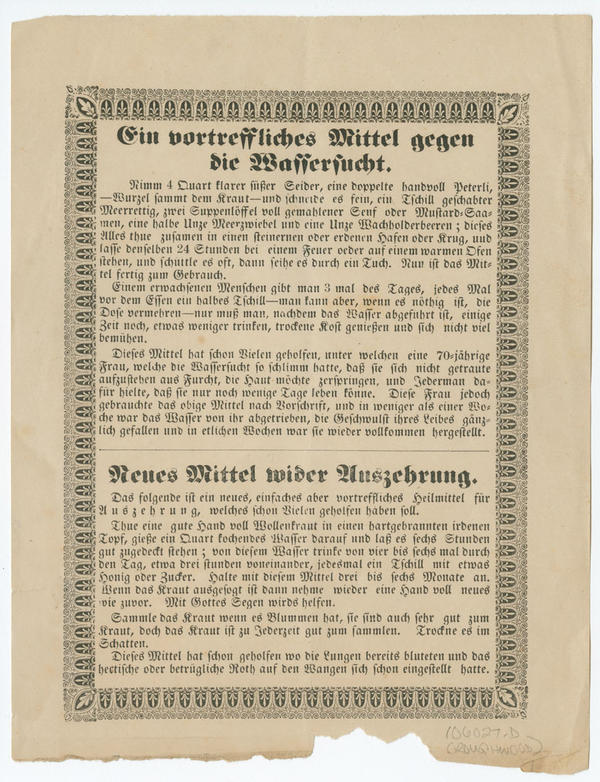 Ein vortreffliches Mittel gegen
die Wassersucht.
Nimm 4 Quart klarer süßer Seider, eine doppelte handvoll Peterli,
—Wurzel sammt dem Kraut—und schneide es fein, ein Tschill geschabter
Meerrettig, zwei Suppenlöffel voll gemahlener Senf oder Mustard-Saa-
men, eine halbe Unze Meerzwiebel und eine Unze Wachholderbeeren; dieses
Alles thue zusamen in einen steinernen oder erdenen Hafen oder Krug, und
lasse denselben 24 Stunden bei einem Feuer oeder auf einem warmen Ofen
stehen, und schüttle es oft, dann seihe es durch ein Tuch. Nun ist das Mit-
tel fertig zum Gebrauch.
Einem erwachsenen Menschen gibt man 3 mal des Tages, jedes Mal
vor dem Essen ein halbes Tschill—man kann aber, wenn es nöthig ist, die
Dose vermehren—nur muß man, nachdem das Wasser abgeführt ist, einige
Zeit noch, etwas weniger trinken, trockene Kost genießen und sich nicht viel
bemühen.
Dieses Mittel hat schon Vielen geholfen, unter welchen eine 70-jährige
Frau, welche die Wassersucht so schlimm hatte, daß sie sich nicht getraute
aufzustehen aus Furcht, die Haut möchte zerspringen, und Jederman da-
für hielte, daß sie nur noch wenige Tage leben könne. Diese Frau jedoch
gebrauchte das obige Mittel nach Vorschrift, und in weniger als einer Wo-
che war das Wasser von ihr abgetrieben, die Geschwulst ihres Leibes gänz-
lich gefallen und in etlichen Wochen war sie wieder vollkommen hergestellt.
Neues Mittel wider Auszehrung.
Das folgende ist ein neues, einfaches aber vortreffliches Heilmittel für
Auszehrung, welches schon Vielen geholfen haben soll.
Thue eine gute Hand voll Wollenkraut in einen hartgebrannten irdenen
Topf, gieße ein Quart kochendes Wasser darauf und laß es sechs Stunden
gut zugedeckt stehen; von diesem Wasser trinke von vier bis sechs mal durch
den Tag, etwa drei stunden voneinander, jedesmal ein Tschill mit etwas
Honig oder Zucker. Halte mit diesem Mittel drei bis sechs Monate an.
Wenn das Kraut ausgesogt ist dann nehme wieder eine Hand voll neues
wie zuvor. Mit Gottes Segen wirds helfen.
Sammle das Kraut wenn es Blummen hat, sie sind auch sehr gut zum
Kraut, doch das Kraut ist zu Jederzeit gut zum sammlen. Trockne es im
Schatten.
Dieses Mittel hat schon geholfen wo die Lungen bereits bluteten und das
hectische oder betrügliche Roth auf den Wangen sich schon eingestellt hatte.
106027.D
(ROUGHWOOD)